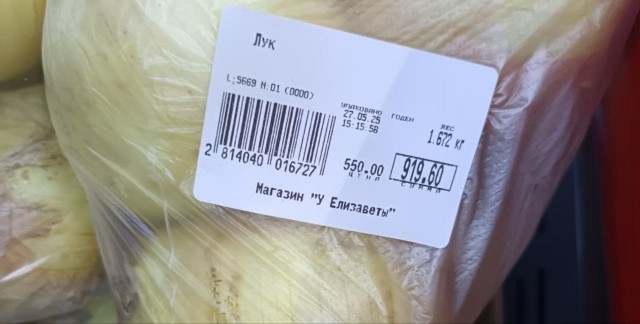 Лук
L:5669 N:01 (0000)
УПАКОВАНО ГОДЕН
27.05.25
15:15:58
ВЕС
1.672 КГ
2 814040 016727
550.00
ЦЕНА
919.60
СУММА
Магазин "У Елизаветы"